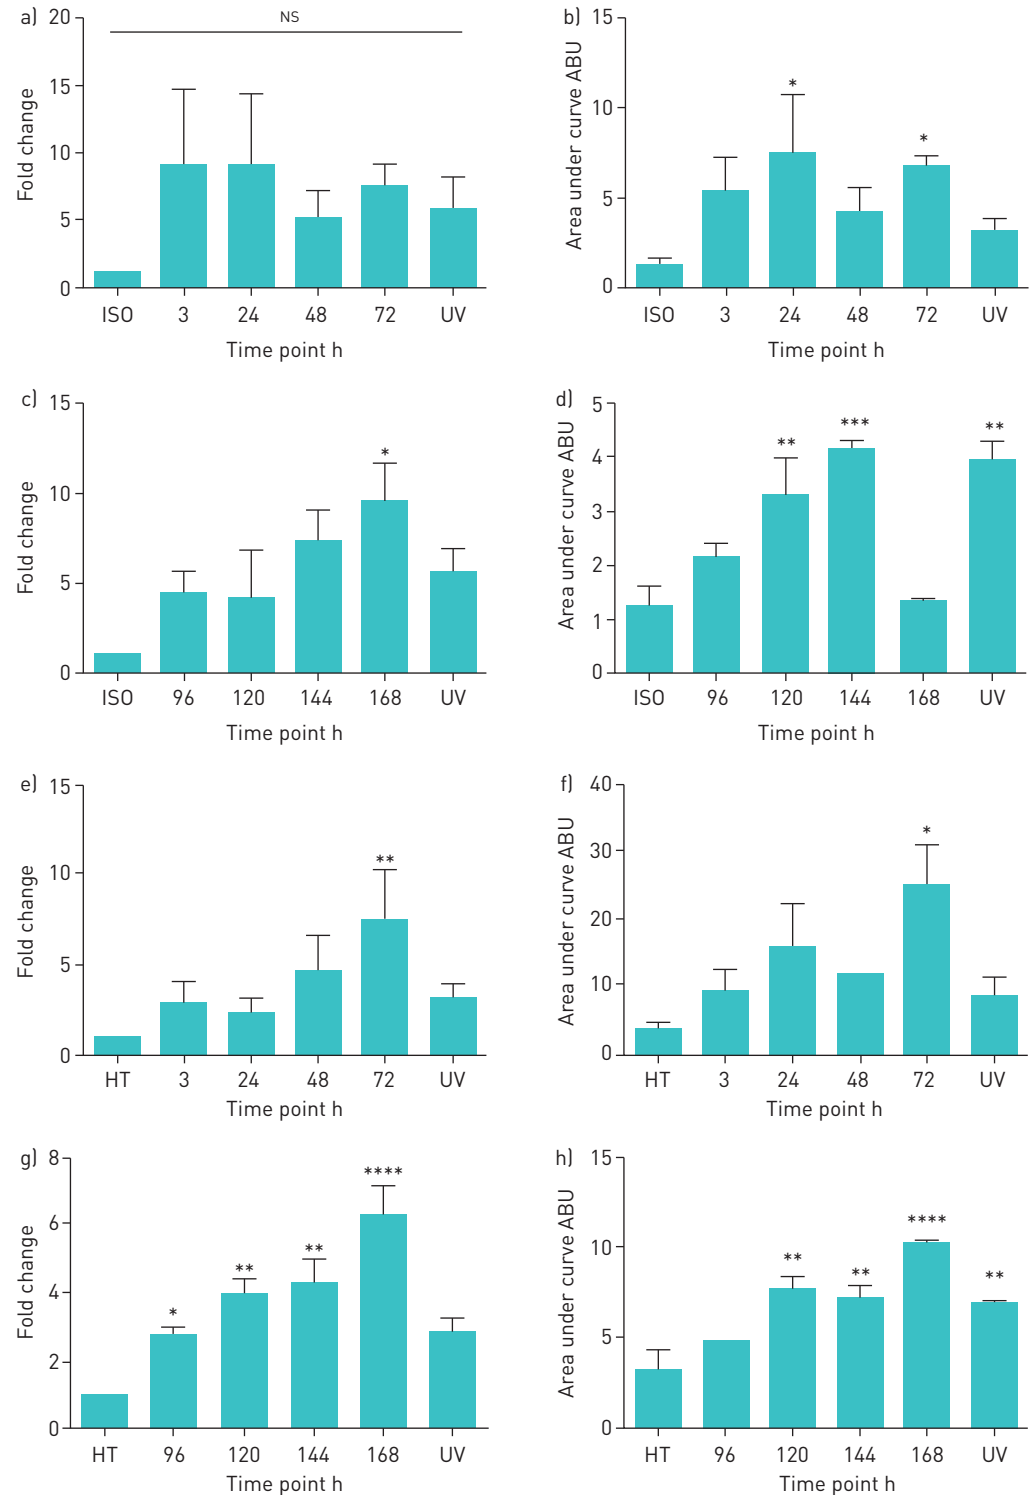 a)
NS
Fold change
20
15
10
5
0
ISO 3 24 48 72 UV
Time point h
b)
Area under curve ABU
15
10
5
0
*
*
ISO 3 24 48 72 UV
Time point h
c)
Fold change
15
10
5
0
*
ISO 96 120 144 168 UV
Time point h
d)
Area under curve ABU
5
4
3
2
1
0
**
***
**
ISO 96 120 144 168 UV
Time point h
e)
Fold change
15
10
5
0
**
HT 3 24 48 72 UV
Time point h
f)
Area under curve ABU
40
30
20
10
0
*
HT 3 24 48 72 UV
Time point h
g)
Fold change
8
6
4
2
0
*
**
**
****
HT 96 120 144 168 UV
Time point h
h)
Area under curve ABU
15
10
5
0
**
**
****
**
HT 96 120 144 168 UV
Time point h